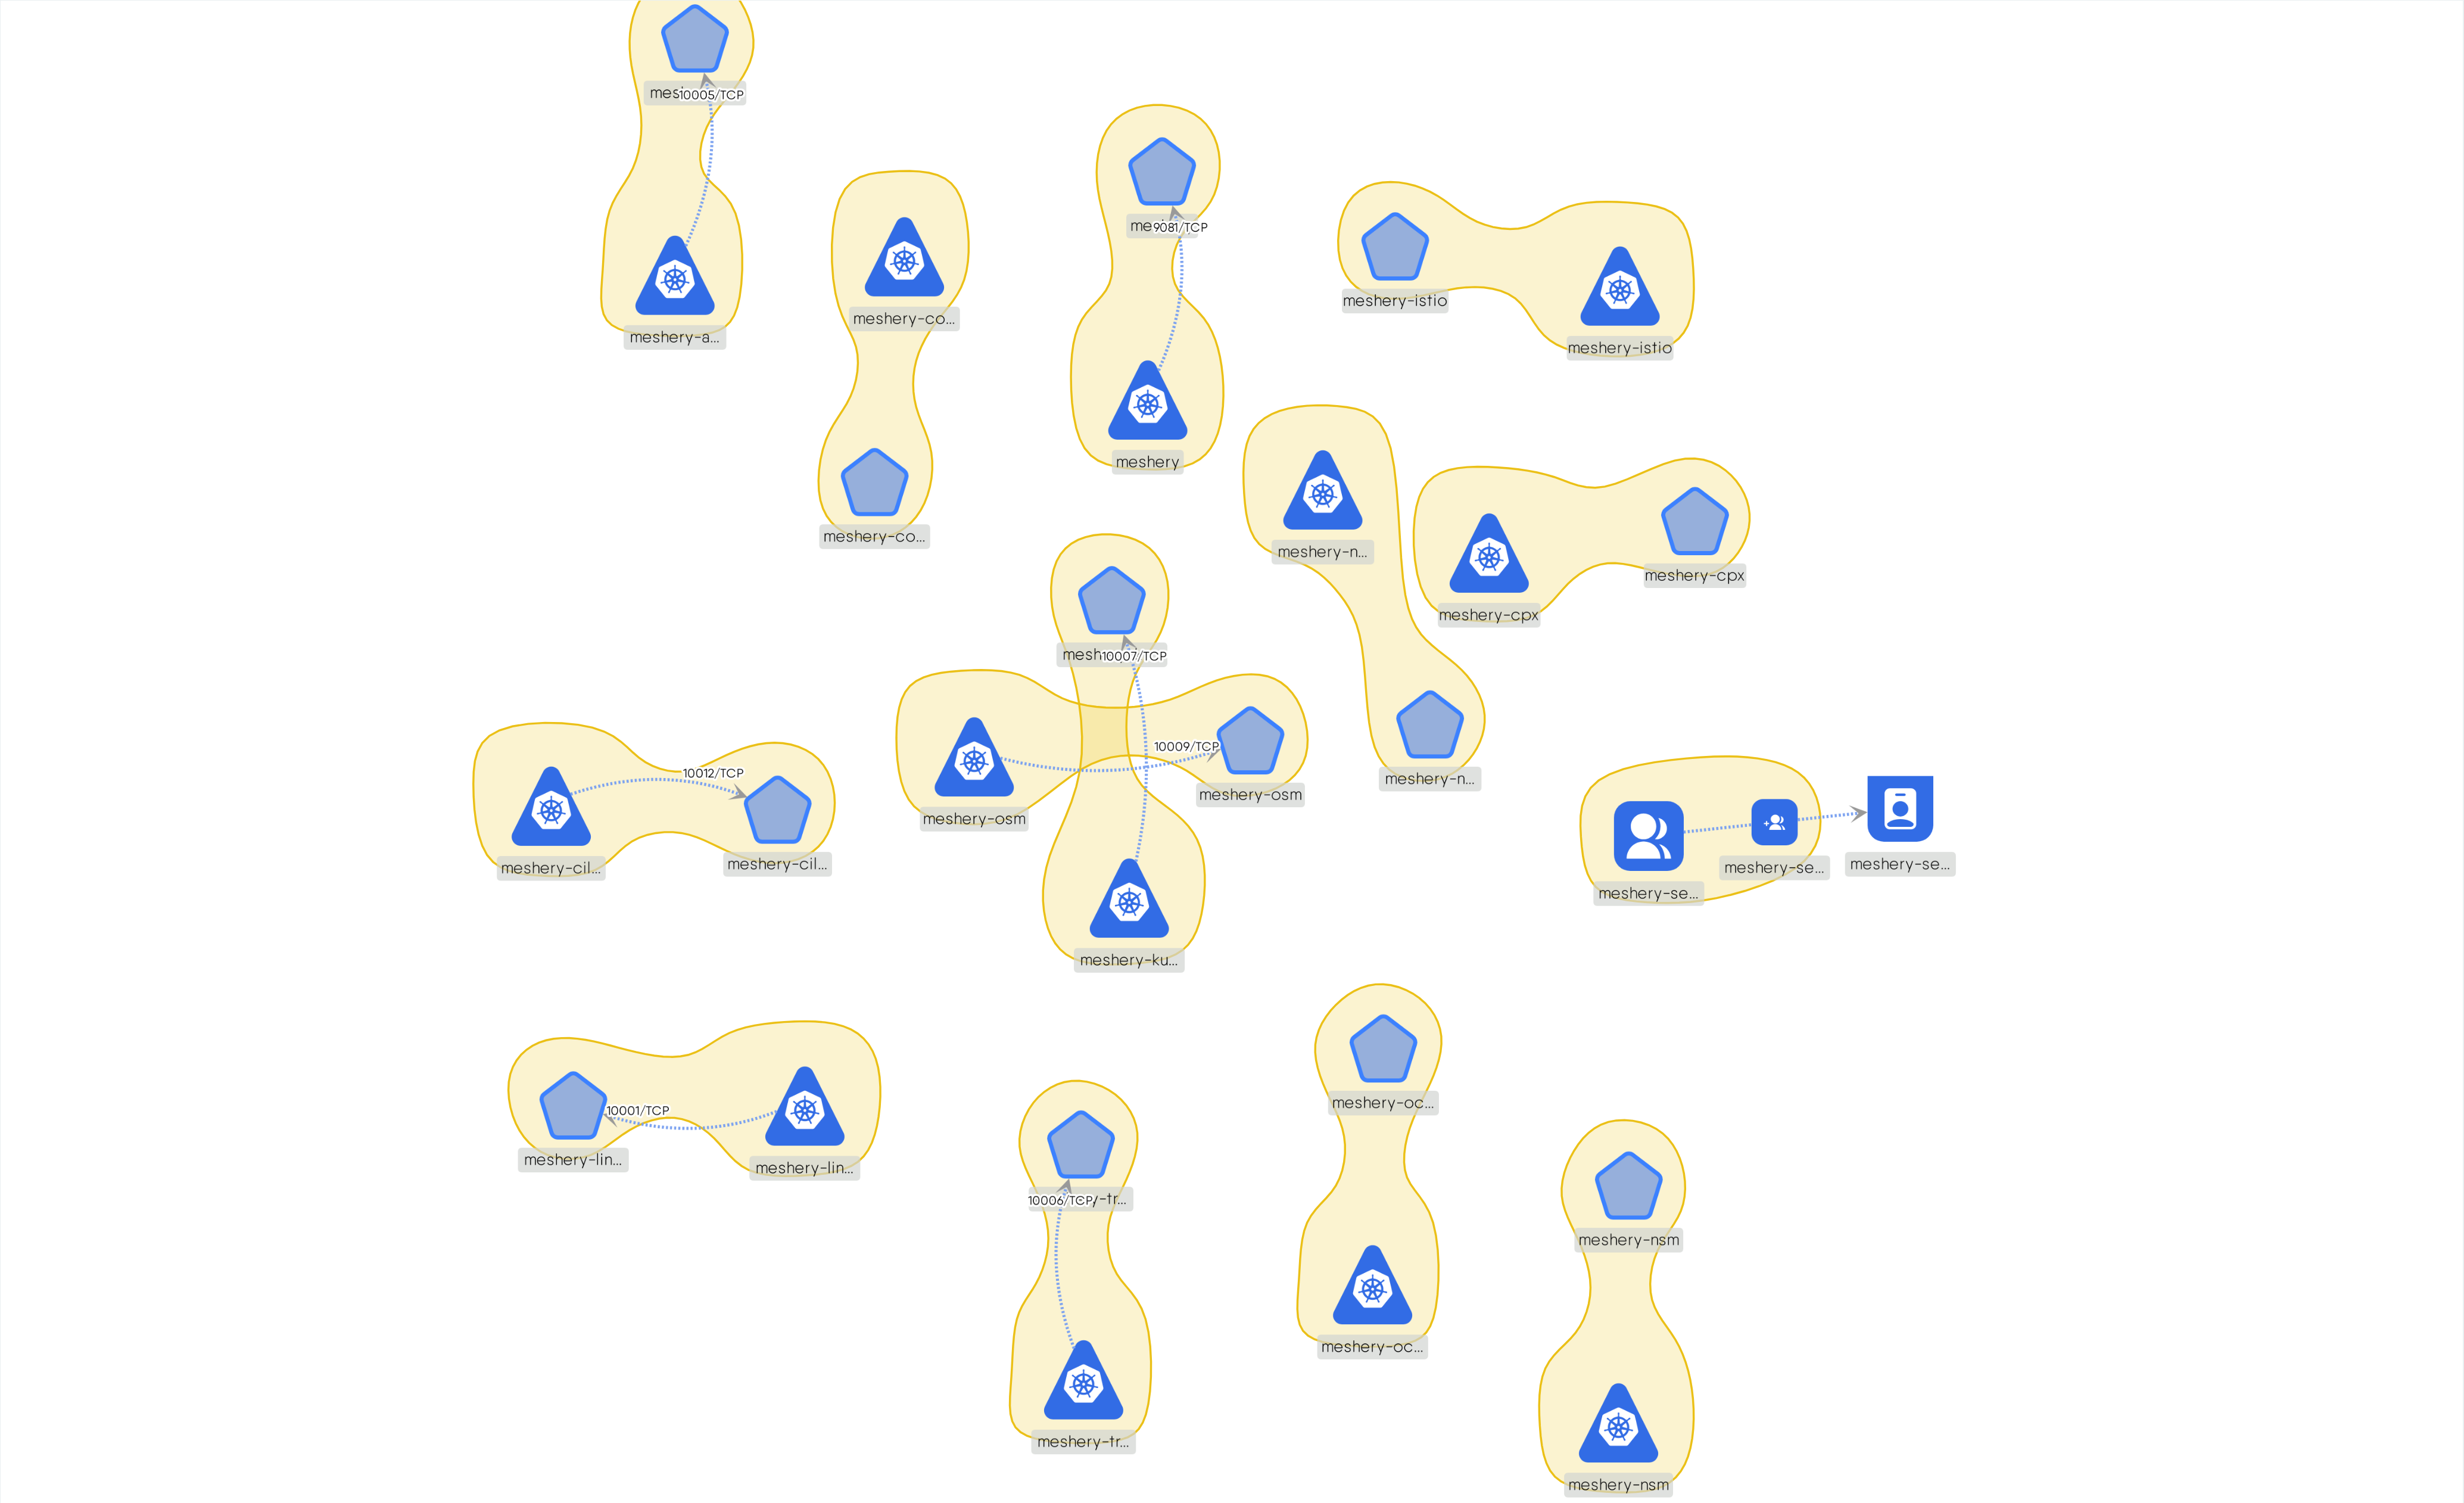 10005/TCP
meshery-a...
meshery-co...
meshery-co...
9081/TCP
meshery
meshery-istio
meshery-istio
meshery-n...
meshery-n...
meshery-cpx
meshery-cpx
10007/TCP
10009/TCP
meshery-osm
meshery-osm
meshery-ku...
10012/TCP
meshery-cil...
meshery-cil...
meshery-se...
meshery-se...
meshery-se...
10001/TCP
meshery-lin...
meshery-lin...
10006/TCP
meshery-tr...
meshery-oc...
meshery-oc...
meshery-nsm
meshery-nsm